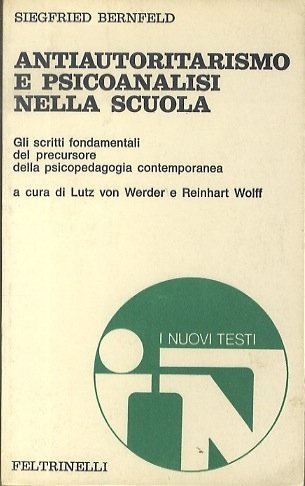 SIEGFRIED BERNFELD
ANTIAUTORITARISMO
E PSICOANALISI
NELLA SCUOLA
Gli scritti fondamentali
del precursore
della psicopedagogia contemporanea
a cura di Lutz von Werder e Reinhart Wolff
I NUOVI TESTI
FELTRINELLI